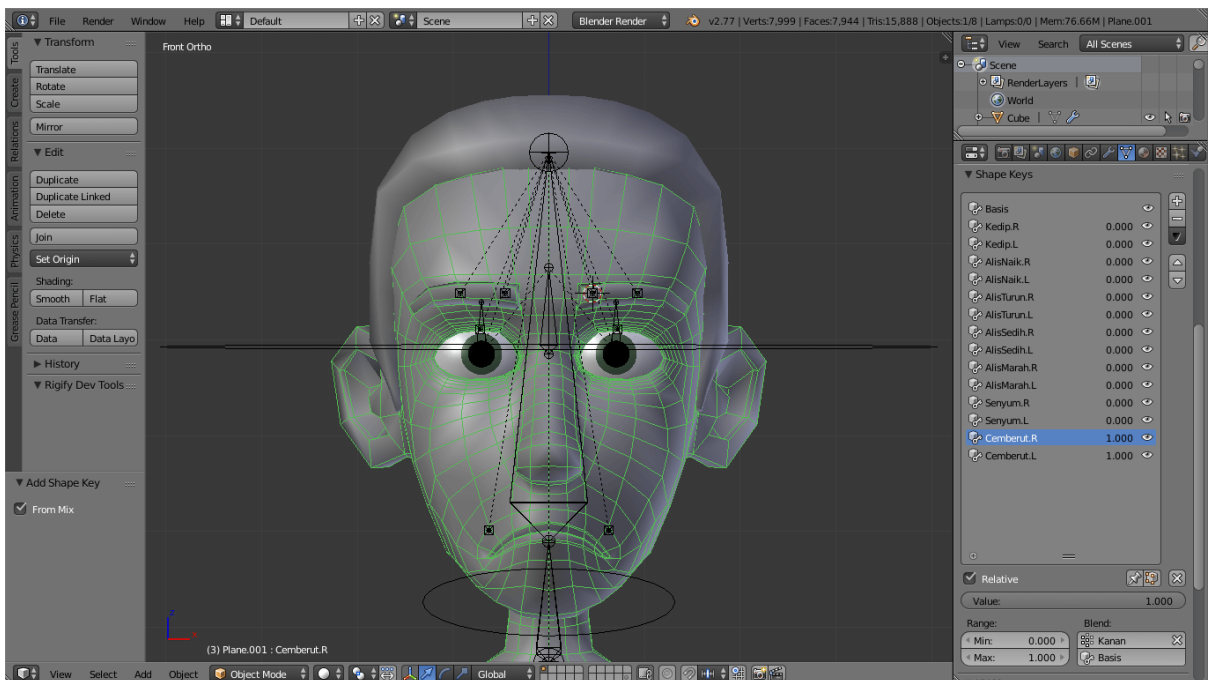 File Render Window Help Default Scene Blender Render v2.77 | Verts:7,999 | Faces:7,944 | Tris:15,888 | Objects:1/8 | Lamps:0/0 | Mem:76.66M | Plane.001
Tools
Create
Relations
Animation
Physics
Grease Pencil
Transform
Translate
Rotate
Scale
Mirror
Edit
Duplicate
Duplicate Linked
Delete
Join
Set Origin
Shading:
Smooth Flat
Data Transfer:
Data Data Layo
History
Rigify Dev Tools
Add Shape Key
From Mix
Front Ortho
z
x
(3) Plane.001 : Cemberut.R
View Select Add Object Object Mode Global
View Search All Scenes
Scene
RenderLayers |
World
Cube |
Shape Keys
Basis
Kedip.R 0.000
Kedip.L 0.000
AlisNaik.R 0.000
AlisNaik.L 0.000
AlisTurun.R 0.000
AlisTurun.L 0.000
AlisSedih.R 0.000
AlisSedih.L 0.000
AlisMarah.R 0.000
AlisMarah.L 0.000
Senyum.R 0.000
Senyum.L 0.000
Cemberut.R 1.000
Cemberut.L 1.000
Relative
Value: 1.000
Range: Blend:
Min: 0.000 Kanan
Max: 1.000 Basis